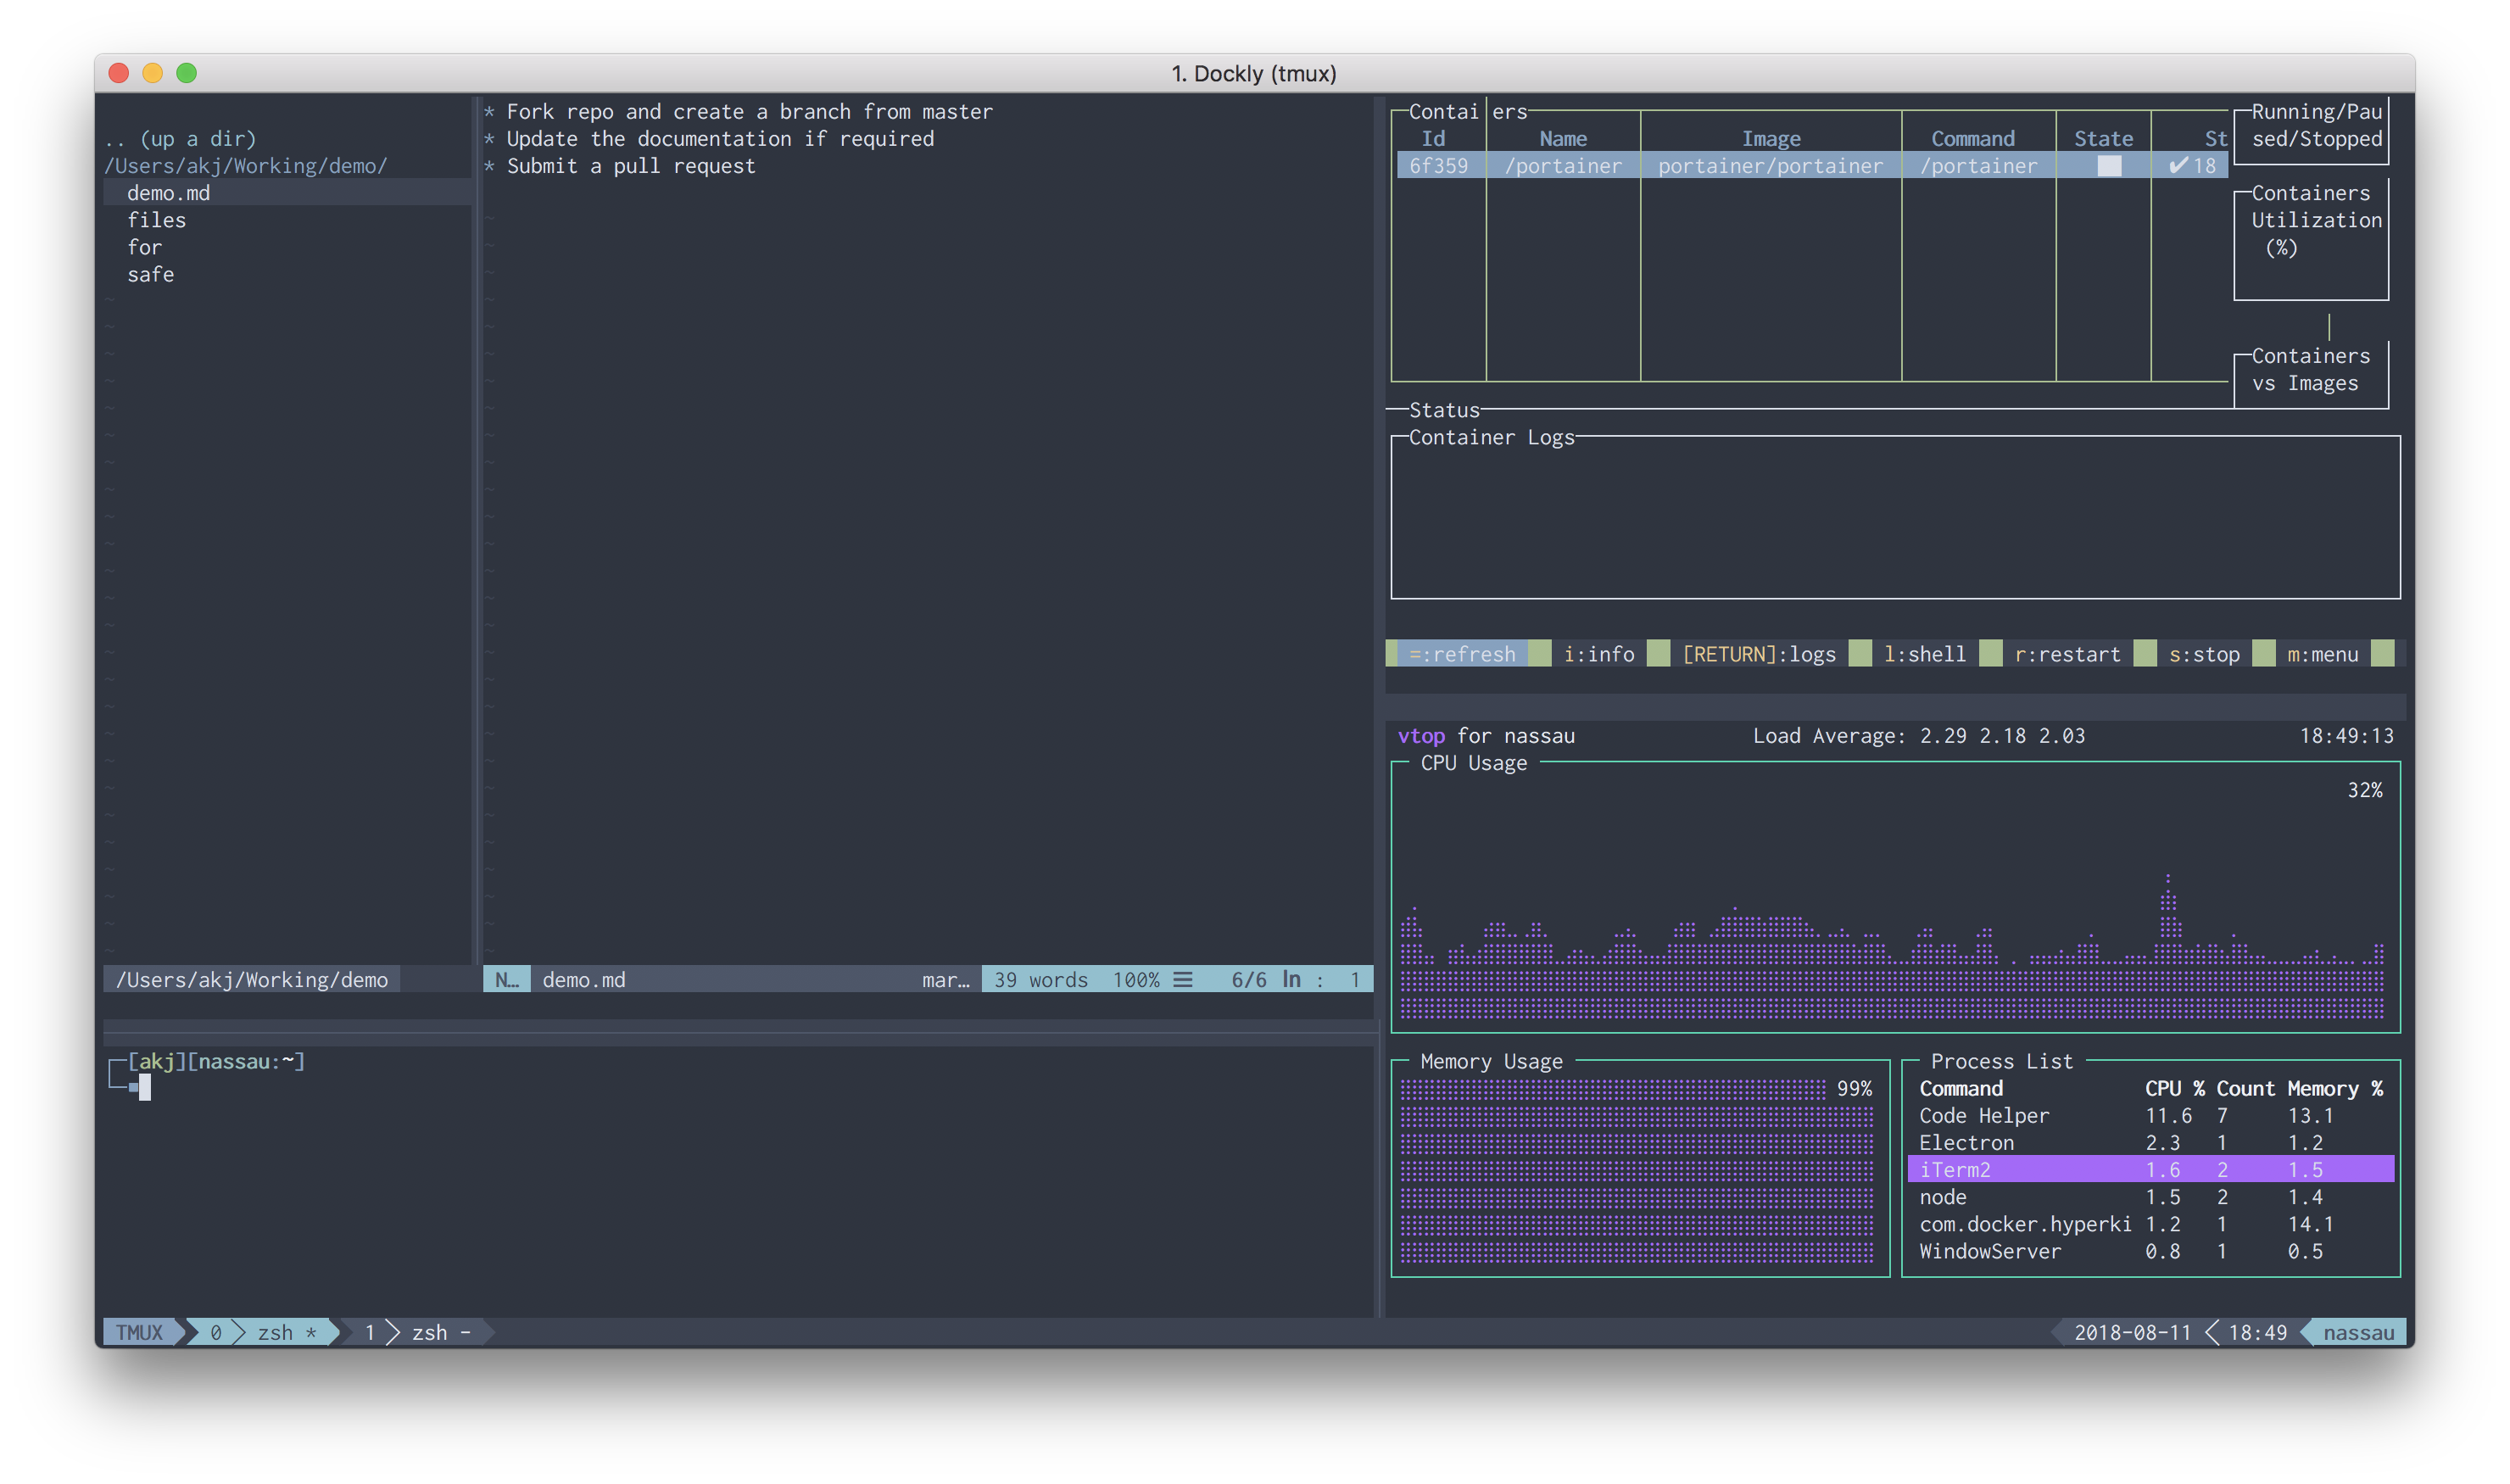 1. Dockly (tmux)
.. (up a dir)
/Users/akj/Working/demo/
demo.md
files
for
safe
/Users/akj/Working/demo
* Fork repo and create a branch from master
* Update the documentation if required
* Submit a pull request
N… demo.md mar… 39 words 100% ☰ 6/6 ln : 1
[akj][nassau:~]
Contai ers
Id Name Image Command State St
6f359 /portainer portainer/portainer /portainer ✔18
Running/Pau
sed/Stopped
Containers
Utilization
(%)
Containers
vs Images
Status
Container Logs
=:refresh i:info [RETURN]:logs l:shell r:restart s:stop m:menu
vtop for nassau Load Average: 2.29 2.18 2.03 18:49:13
CPU Usage
32%
Memory Usage
99%
Process List
Command CPU % Count Memory %
Code Helper 11.6 7 13.1
Electron 2.3 1 1.2
iTerm2 1.6 2 1.5
node 1.5 2 1.4
com.docker.hyperki 1.2 1 14.1
WindowServer 0.8 1 0.5
TMUX 0 zsh * 1 zsh - 2018-08-11 18:49 nassau